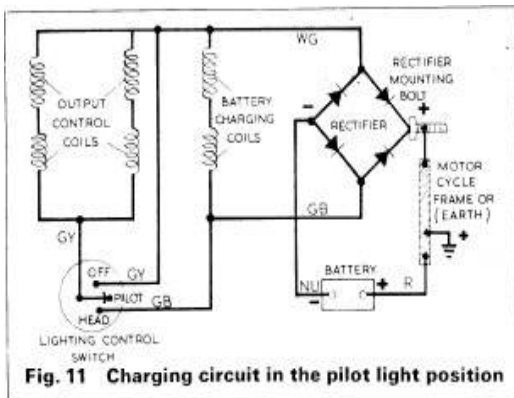 WG
RECTIFIER
MOUNTING
BOLT
OUTPUT
CONTROL
COILS
BATTERY
CHARGING
COILS
-
RECTIFIER
+
MOTOR
CYCLE
FRAME OR
(EARTH)
+
GB
GY
OFF
GY
PILOT
GB
HEAD
LIGHTING CONTROL
SWITCH
BATTERY
NU
-
+
R
Fig. 11 Charging circuit in the pilot light position